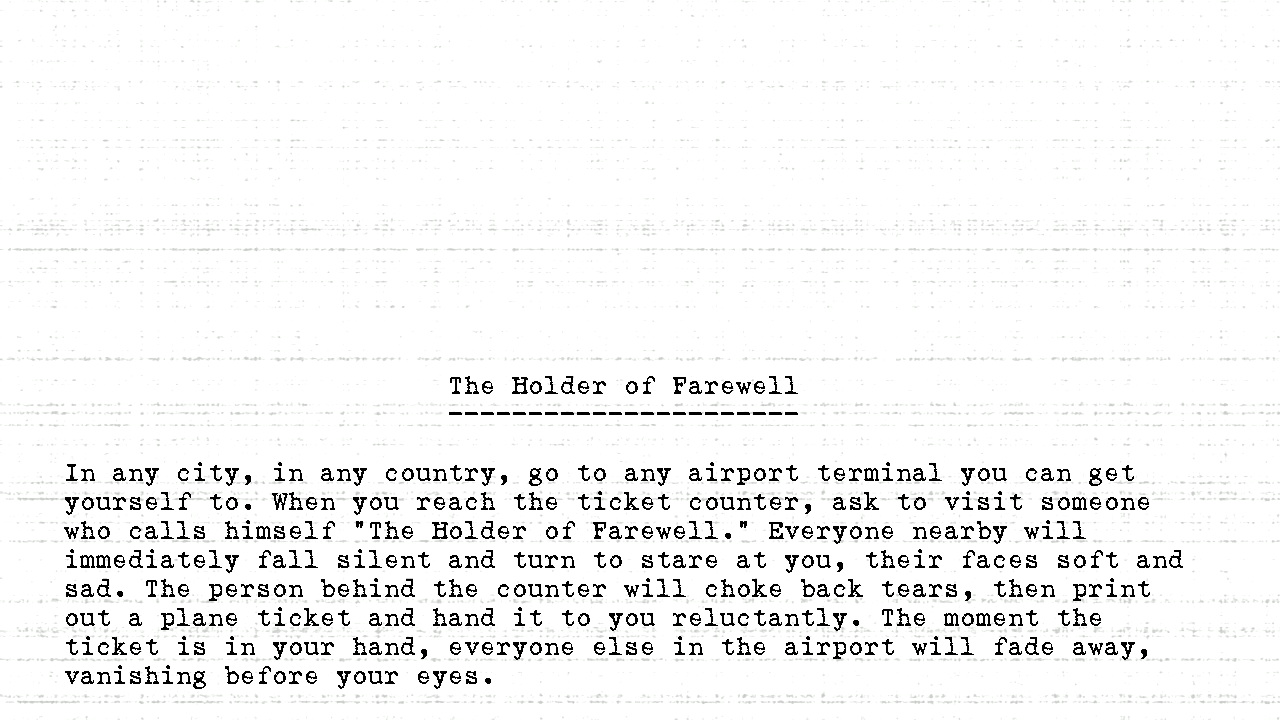 The Holder of Farewell
In any city, in any country, go to any airport terminal you can get
yourself to. When you reach the ticket counter, ask to visit someone
who calls himself "The Holder of Farewell." Everyone nearby will
immediately fall silent and turn to stare at you, their faces soft and
sad. The person behind the counter will choke back tears, then print
out a plane ticket and hand it to you reluctantly. The moment the
ticket is in your hand, everyone else in the airport will fade away,
vanishing before your eyes.